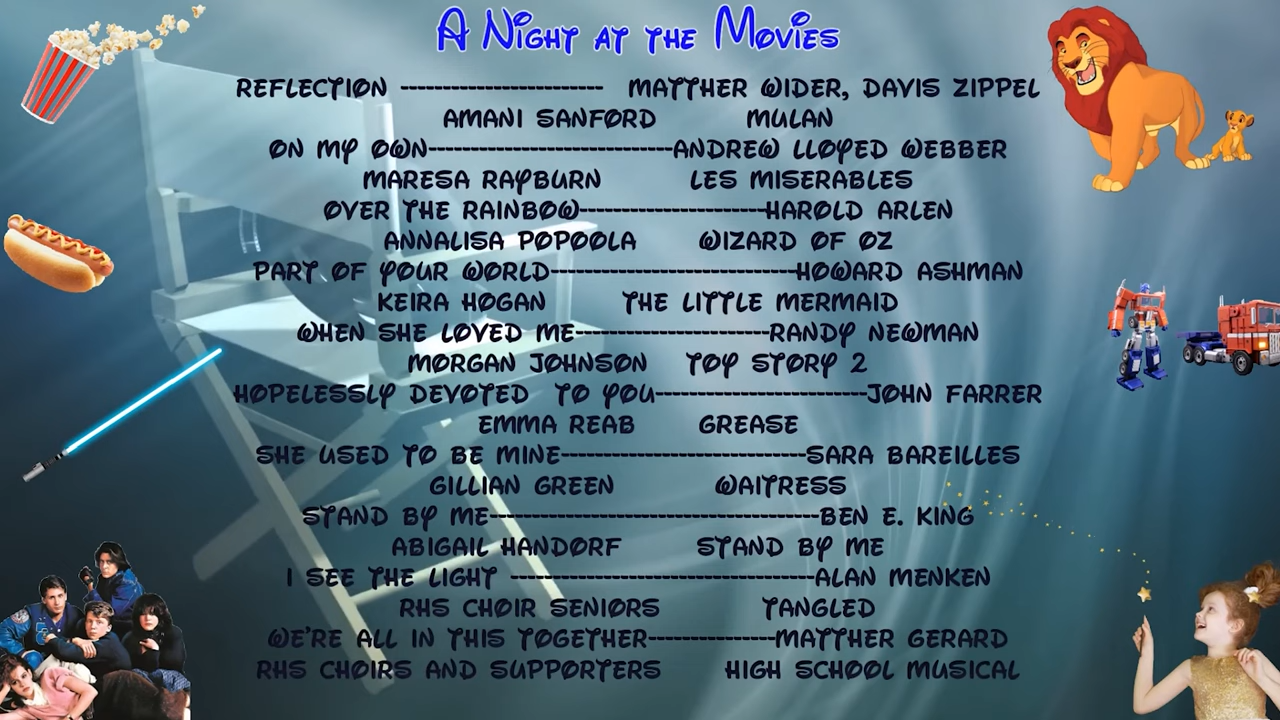 A Night at the Movies
REFLECTION ------------------------- MATTHER WIDER, DAVIS ZIPPEL
AMANI SANFORD MULAN
ON MY OWN------------------------------ANDREW LLOYED WEBBER
MARESA RAYBURN LES MISERABLES
OVER THE RAINBOW-----------------------HAROLD ARLEN
ANNALISA POPOOLA WIZARD OF OZ
PART OF YOUR WORLD------------------------------HOWARD ASHMAN
KEIRA HOGAN THE LITTLE MERMAID
WHEN SHE LOVED ME------------------------RANDY NEWMAN
MORGAN JOHNSON TOY STORY 2
HOPELESSLY DEVOTED TO YOU--------------------------JOHN FARRER
EMMA REAB GREASE
SHE USED TO BE MINE------------------------------SARA BAREILLES
GILLIAN GREEN WAITRESS
STAND BY ME-----------------------------------------BEN E. KING
ABIGAIL HANDORF STAND BY ME
I SEE THE LIGHT -------------------------------------ALAN MENKEN
RHS CHOIR SENIORS TANGLED
WE'RE ALL IN THIS TOGETHER---------------MATTHER GERARD
RHS CHOIRS AND SUPPORTERS HIGH SCHOOL MUSICAL